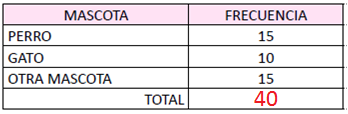 MASCOTA FRECUENCIA
PERRO 15
GATO 10
OTRA MASCOTA 15
TOTAL 40